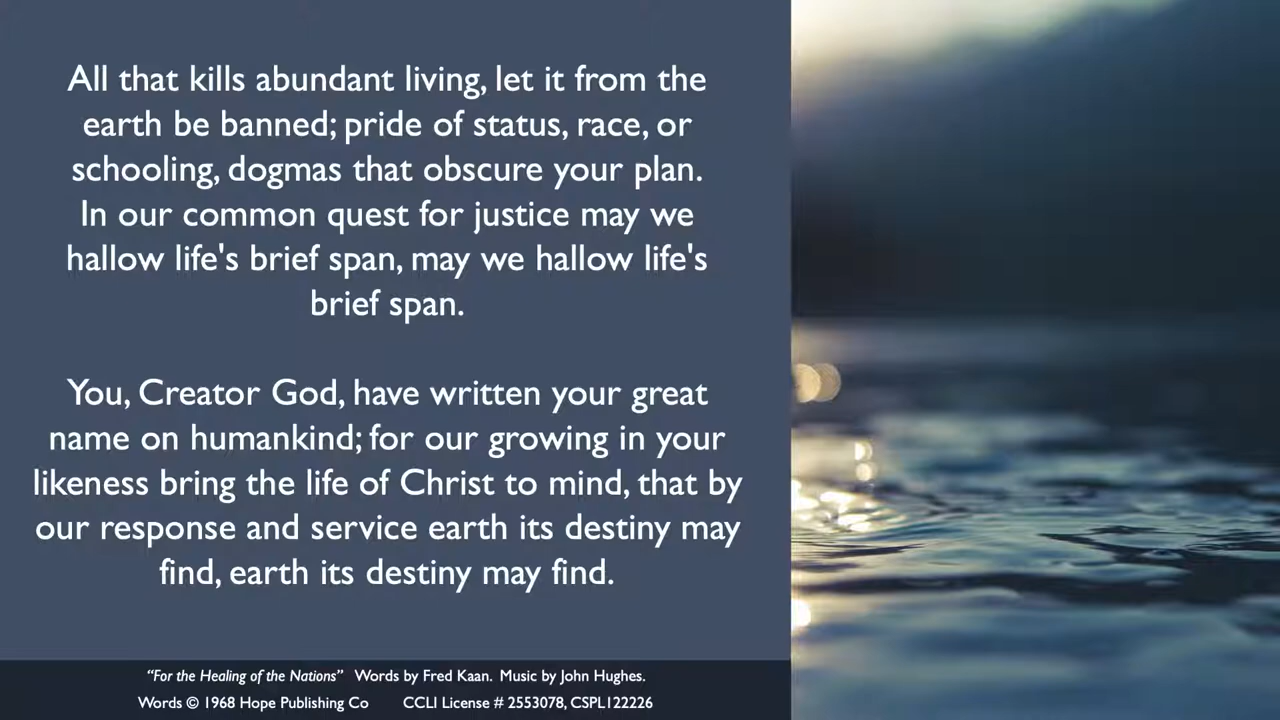 All that kills abundant living, let it from the
earth be banned; pride of status, race, or
schooling, dogmas that obscure your plan.
In our common quest for justice may we
hallow life's brief span, may we hallow life's
brief span.
You, Creator God, have written your great
name on humankind; for our growing in your
likeness bring the life of Christ to mind, that by
our response and service earth its destiny may
find, earth its destiny may find.
“For the Healing of the Nations” Words by Fred Kaan. Music by John Hughes.
Words © 1968 Hope Publishing Co CCLI License # 2553078, CSPL122226